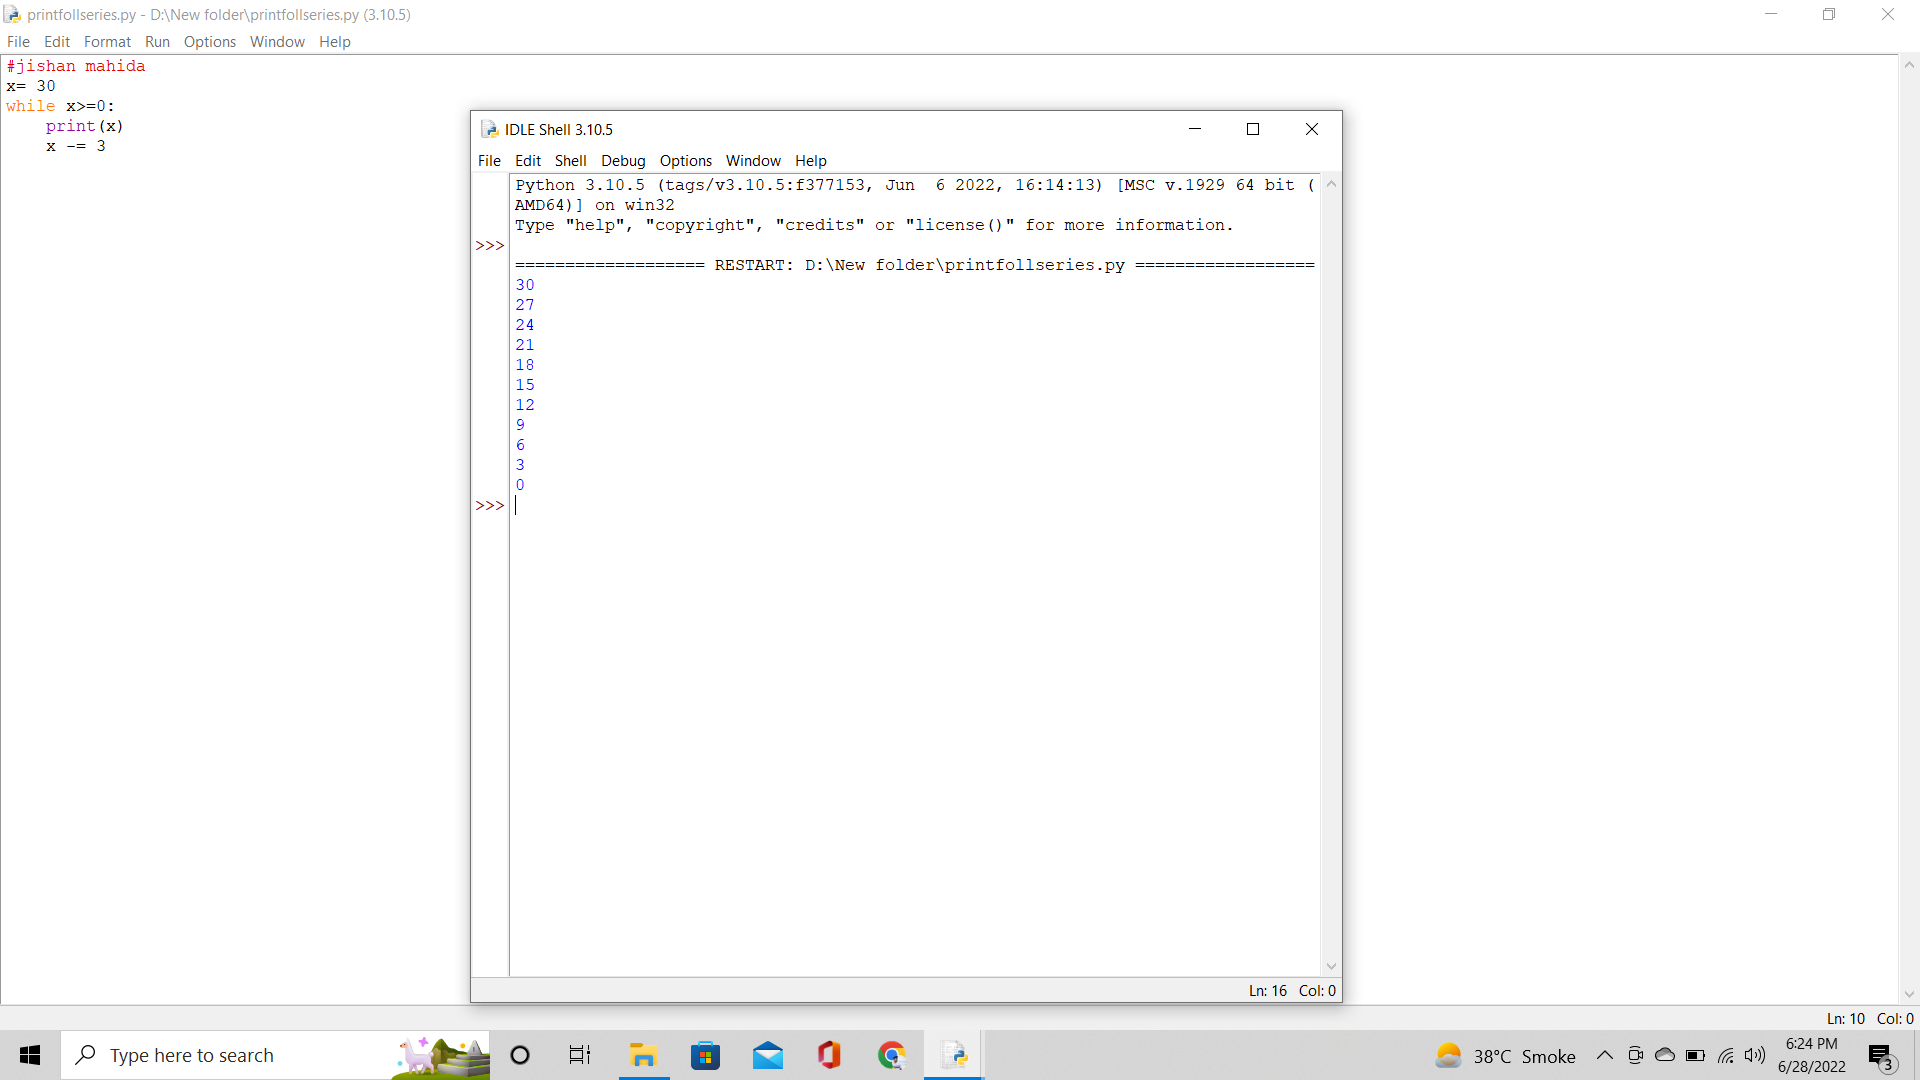 printfollseries.py - D:\New folder\printfollseries.py (3.10.5)
File Edit Format Run Options Window Help
#jishan mahida
x= 30
while x>=0:
    print(x)
    x -= 3
IDLE Shell 3.10.5
File Edit Shell Debug Options Window Help
Python 3.10.5 (tags/v3.10.5:f377153, Jun  6 2022, 16:14:13) [MSC v.1929 64 bit (
AMD64)] on win32
Type "help", "copyright", "credits" or "license()" for more information.
>>>
=================== RESTART: D:\New folder\printfollseries.py ==================
30
27
24
21
18
15
12
9
6
3
0
>>>
Ln: 16 Col: 0
Ln: 10 Col: 0
Type here to search
38°C Smoke
6:24 PM
6/28/2022
3